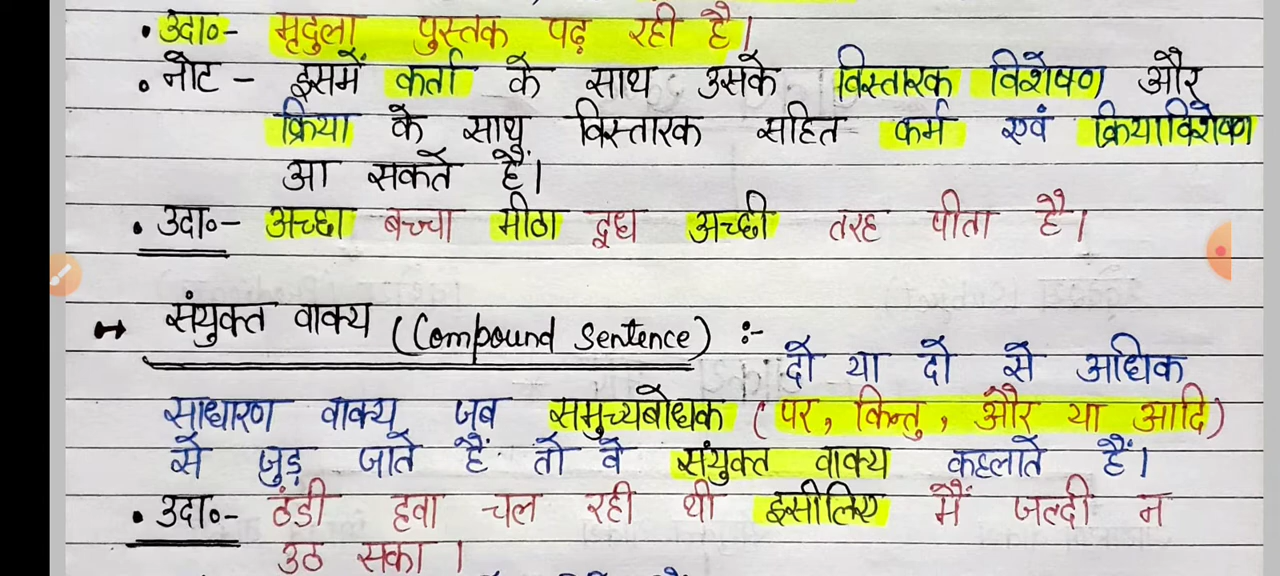 • उदा०- मृदुला पुस्तक पढ़ रही है।
• नोट - इसमें कर्ता के साथ उसके विस्तारक विशेषण और
क्रिया के साथ विस्तारक सहित कर्म एवं क्रियाविशेषण
आ सकते हैं।
• उदा०- अच्छा बच्चा मीठा दूध अच्छी तरह पीता है।
↦ संयुक्त वाक्य (Compound sentence) :-
दो या दो से अधिक
साधारण वाक्य जब समुच्यबोधक (पर, किन्तु, और या आदि)
से जुड़ जाते हैं तो वे संयुक्त वाक्य कहलाते हैं।
• उदा०- ठंडी हवा चल रही थी इसीलिए मैं जल्दी न
उठ सका।